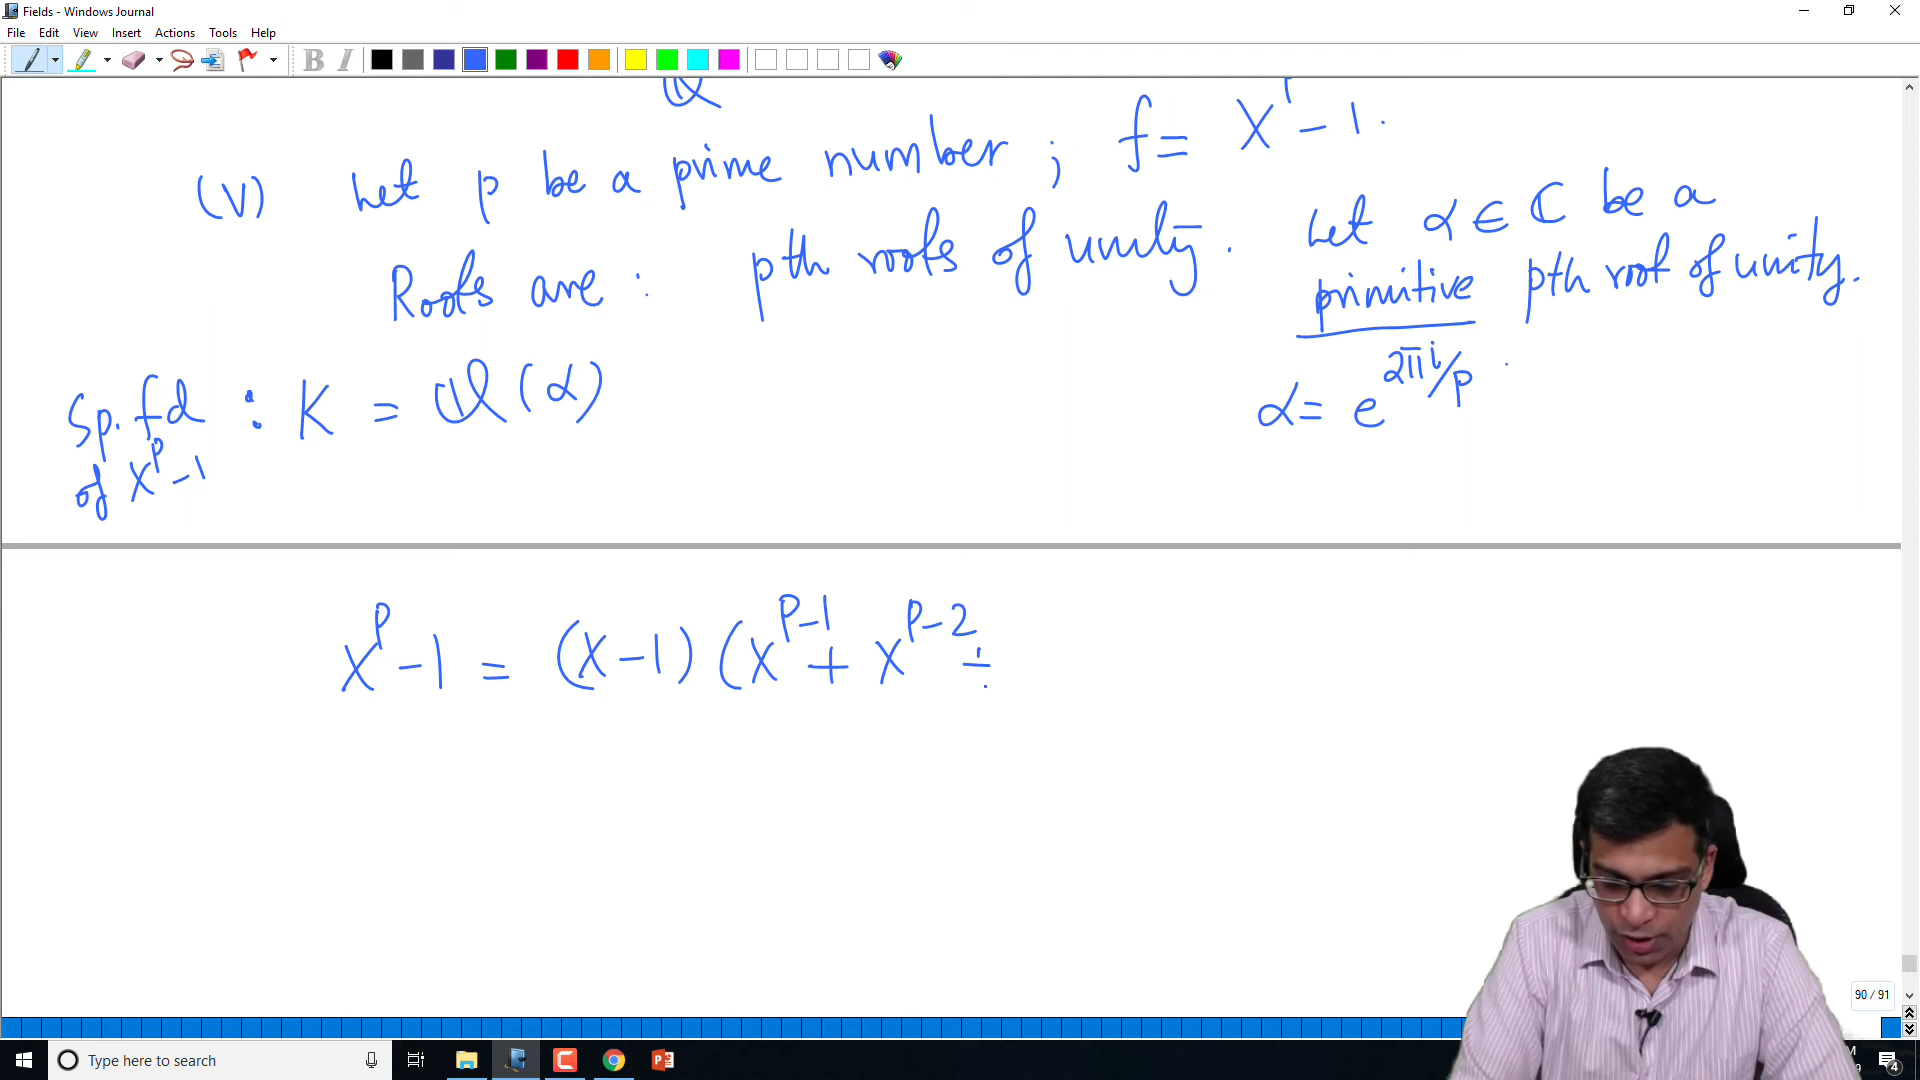 Fields - Windows Journal
File Edit View Insert Actions Tools Help
B I
Q
(V) Let p be a prime number ; f = X^p - 1.
Roots are : pth roots of unity. Let α ∈ ℂ be a
primitive pth root of unity.
α = e^{2πi/p}.
Sp. fd : K = Q(α)
of X^p - 1
X^p - 1 = (X-1) (X^{p-1} + X^{p-2} +
90 / 91
Type here to search
4